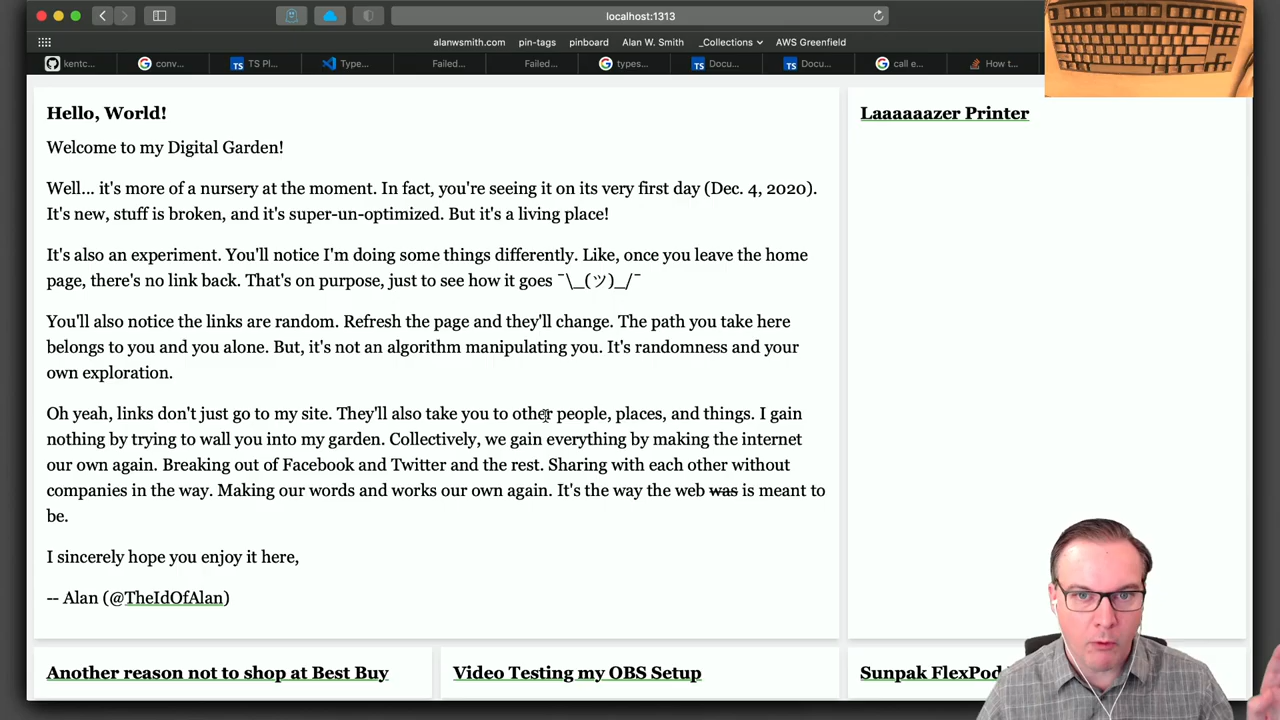 localhost:1313
alanwsmith.com pin-tags pinboard Alan W. Smith _Collections AWS Greenfield
kentc... conv... TS Pl... Type... Failed... Failed... types... Docu... Docu... call e... How t...
Hello, World!
Welcome to my Digital Garden!
Well... it's more of a nursery at the moment. In fact, you're seeing it on its very first day (Dec. 4, 2020).
It's new, stuff is broken, and it's super-un-optimized. But it's a living place!
It's also an experiment. You'll notice I'm doing some things differently. Like, once you leave the home
page, there's no link back. That's on purpose, just to see how it goes ¯\_(ツ)_/¯
You'll also notice the links are random. Refresh the page and they'll change. The path you take here
belongs to you and you alone. But, it's not an algorithm manipulating you. It's randomness and your
own exploration.
Oh yeah, links don't just go to my site. They'll also take you to other people, places, and things. I gain
nothing by trying to wall you into my garden. Collectively, we gain everything by making the internet
our own again. Breaking out of Facebook and Twitter and the rest. Sharing with each other without
companies in the way. Making our words and works our own again. It's the way the web was is meant to
be.
I sincerely hope you enjoy it here,
-- Alan (@TheIdOfAlan)
Laaaaaazer Printer
Another reason not to shop at Best Buy
Video Testing my OBS Setup
Sunpak FlexPod